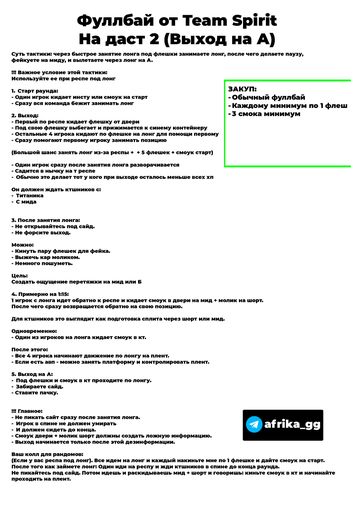 Фуллбай от Team Spirit
На даст 2 (Выход на А)
Суть тактики: через быстрое занятие лонга под флешки занимаете лонг, после чего делаете паузу,
фейкуете на миду, и вылетаете через лонг на А.
!!! Важное условие этой тактики:
Используйте ее при респе под лонг
1. Старт раунда:
- Один игрок кидает инсту или смоук на старт
- Сразу вся команда бежит занимать лонг
ЗАКУП:
- Обычный фуллбай
- Каждому минимум по 1 флеш
- 3 смока минимум
2. Выход:
- Первый по респе кидает флешку от двери
- Под свою флешку выбегает и прижимается к синему контейнеру
- Остальные 4 игрока кидают по флешке на лонг для помощи первому
- Сразу помогают первому игроку занимать позицию
(Большой шанс занять лонг из-за респы + + 5 флешек + смоук старт)
- Один игрок сразу после занятия лонга разворачивается
- Садится в нычку на т респе
- Обычно это делает тот у кого при выходе осталось меньше всех хп
Он должен ждать ктшников с:
- Титаника
- С мида
3. После занятия лонга:
- Не открывайтесь под сайд.
- Не форсите выход.
Можно:
- Кинуть пару флешек для фейка.
- Выжечь кар моликом.
- Немного пошуметь.
Цель:
Создать ощущение перетяжки на мид или Б
4. Примерно на 1:15:
1 игрок с лонга идет обратно к респе и кидает смоук в двери на мид + молик на шорт.
После чего сразу возвращается обратно на свою позицию.
Для ктшников это выглядит как подготовка сплита через шорт или мид.
Одновременно:
- Один из игроков на лонга кидает смоук в кт.
После этого:
- Все 4 игрока начинают движение по лонгу на плент.
- Если есть авп - можно занять платформу и контролировать плент.
5. Выход на А:
- Под флешки и смоук в кт проходите по лонгу.
- Забираете сайд.
- Ставите пачку.
!!! Главное:
- Не пикать сайт сразу после занятия лонга.
- Игрок в спине не должен умирать
- И должен сидеть до конца.
- Смоук двери + молик шорт должны создать ложную информацию.
- Выход начинается только после этой дезинформации.
afrika_gg
Ваш колл для рандомов:
(Если у вас респа под лонг). Все идем на лонг и каждый накиньте мне по 1 флешке и дайте смоук на старт.
После того как займете лонг! Один иди на респу и жди ктшников в спине до конца раунда.
Не пикайтесь под сайд. Потом идешь и раскидываешь мид + шорт и говоришь: киньте смоук в кт и начинайте
проходить на плент.